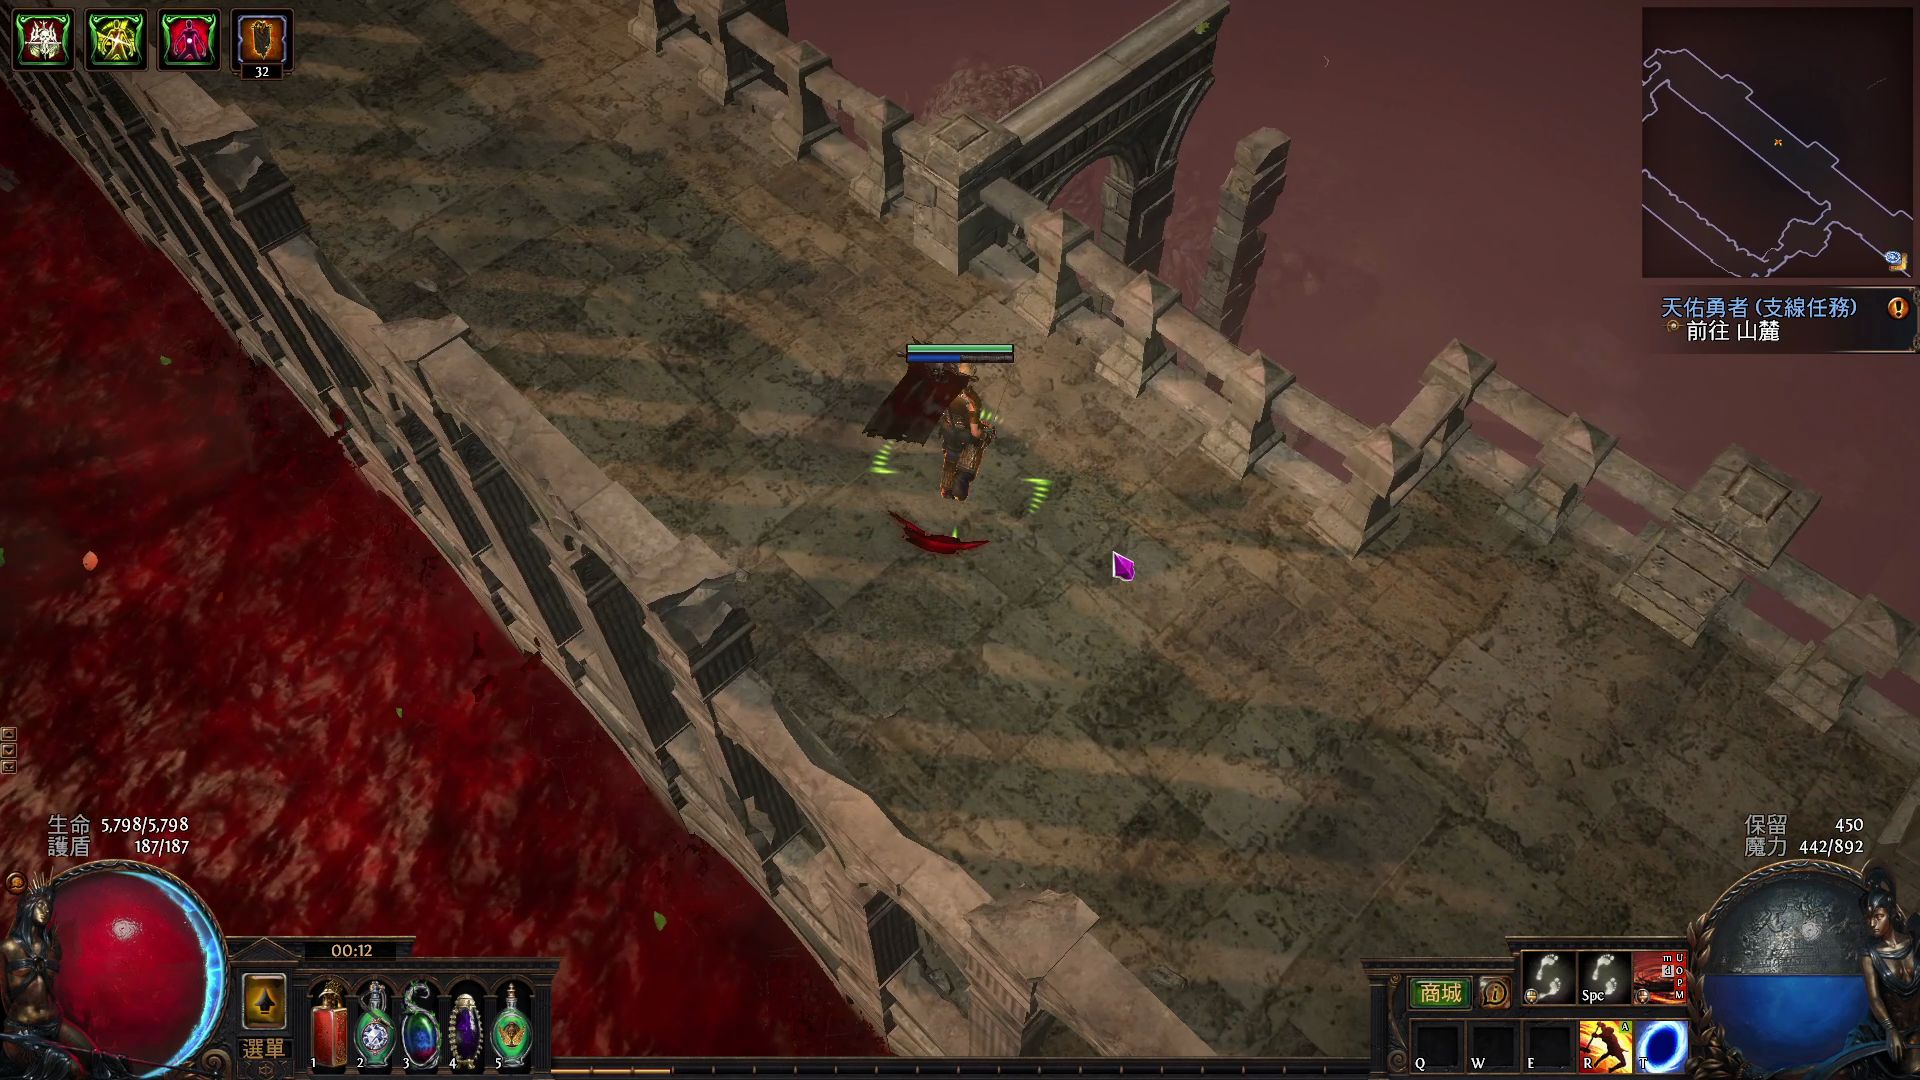 32
天佑勇者 (支線任務)
前往 山麓
生命 5,798/5,798
護盾 187/187
保留 450
魔力 442/892
00:12
選單
1
2
3
4
5
商城
Spc
m U
d O
P
M
Q
W
E
R
A
T